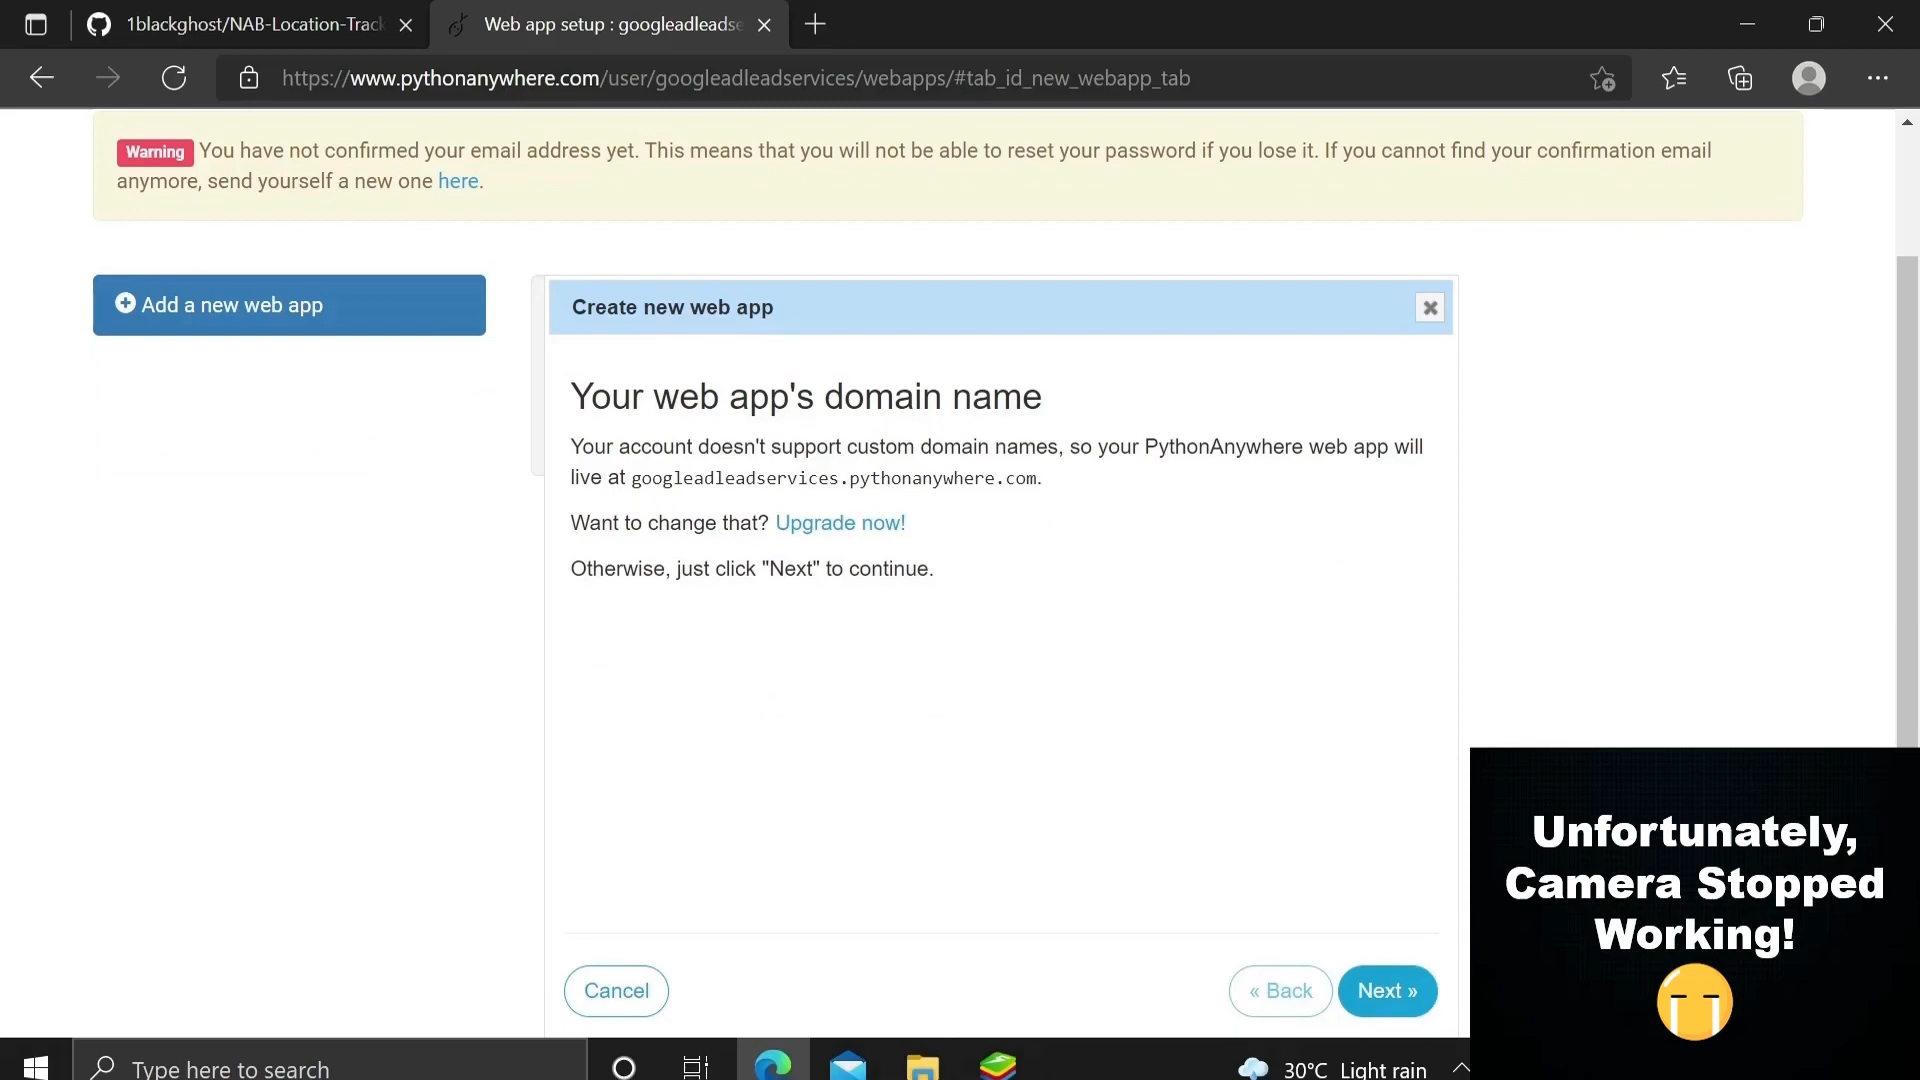 1blackghost/NAB-Location-Track
Web app setup : googleadleadse
https://www.pythonanywhere.com/user/googleadleadservices/webapps/#tab_id_new_webapp_tab
Warning You have not confirmed your email address yet. This means that you will not be able to reset your password if you lose it. If you cannot find your confirmation email
anymore, send yourself a new one here.
Add a new web app
Create new web app
Your web app's domain name
Your account doesn't support custom domain names, so your PythonAnywhere web app will
live at googleadleadservices.pythonanywhere.com.
Want to change that? Upgrade now!
Otherwise, just click "Next" to continue.
Cancel
« Back
Next »
Unfortunately,
Camera Stopped
Working!
Type here to search
30°C Light rain